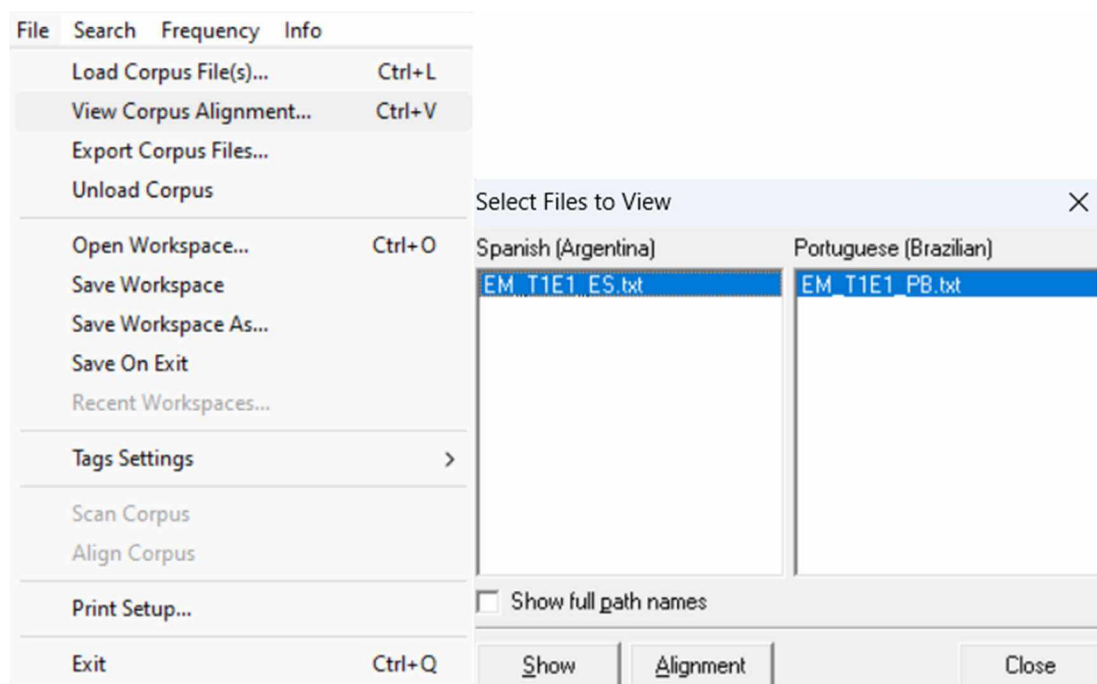 File Search Frequency Info
Load Corpus File(s)... Ctrl+L
View Corpus Alignment... Ctrl+V
Export Corpus Files...
Unload Corpus
Open Workspace... Ctrl+O
Save Workspace
Save Workspace As...
Save On Exit
Recent Workspaces...
Tags Settings >
Scan Corpus
Align Corpus
Print Setup...
Exit Ctrl+Q
Select Files to View
Spanish (Argentina) Portuguese (Brazilian)
EM_T1E1_ES.txt EM_T1E1_PB.txt
Show full path names
Show Alignment Close